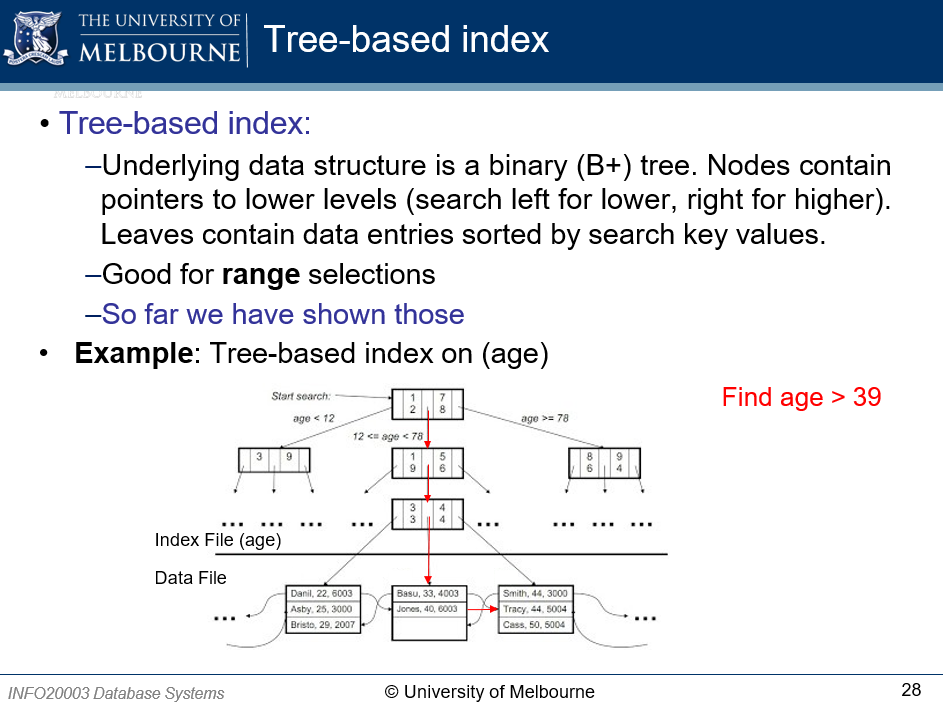 THE UNIVERSITY OF
MELBOURNE
Tree-based index
MELBOURNE
• Tree-based index:
–Underlying data structure is a binary (B+) tree. Nodes contain
pointers to lower levels (search left for lower, right for higher).
Leaves contain data entries sorted by search key values.
–Good for range selections
–So far we have shown those
• Example: Tree-based index on (age)
Find age > 39
Start search:
1 7
2 8
age < 12
age >= 78
12 <= age < 78
3 9
1 5
9 6
8 9
6 4
3 4
3 4
... ... ... ... ... ... ... ...
Index File (age)
Data File
Danil, 22, 6003
Asby, 25, 3000
Bristo, 29, 2007
Basu, 33, 4003
Jones, 40, 6003
Smith, 44, 3000
Tracy, 44, 5004
Cass, 50, 5004
... ...
INFO20003 Database Systems
© University of Melbourne
28